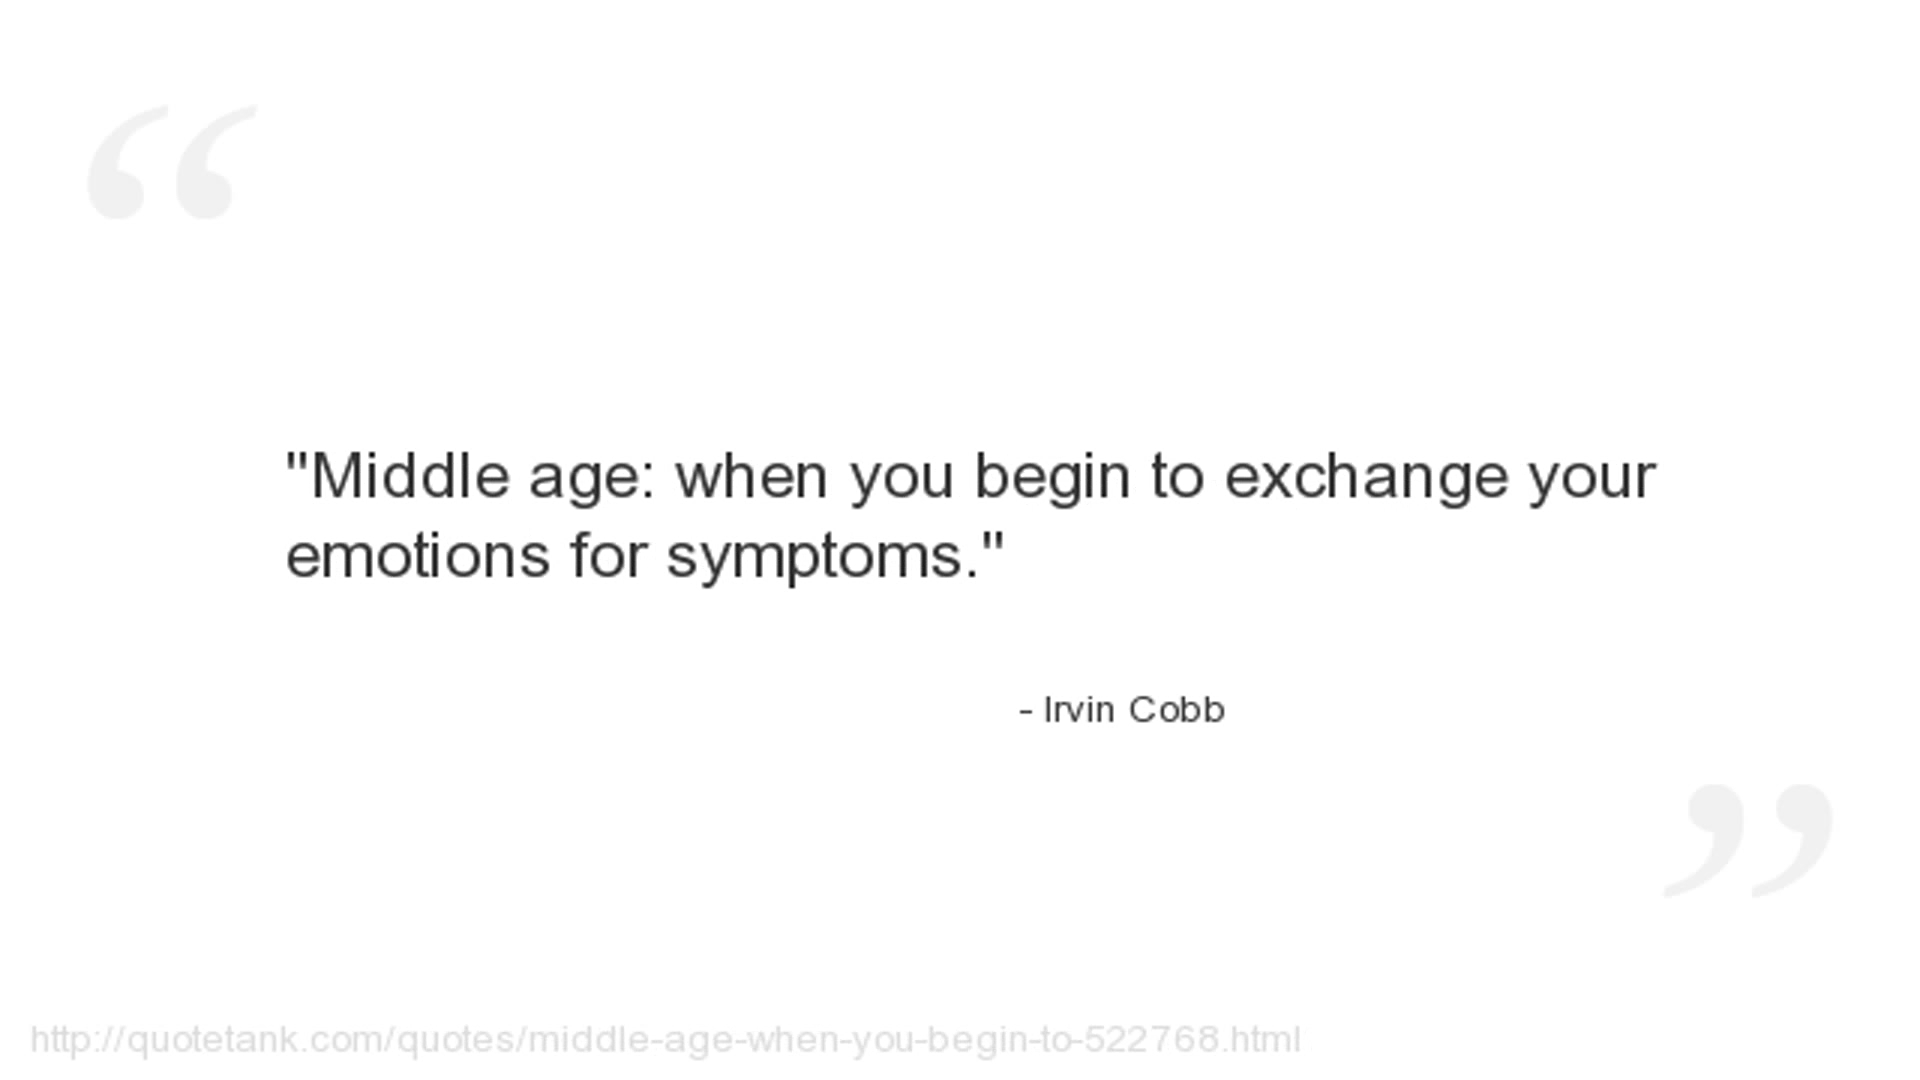 "Middle age: when you begin to exchange your
emotions for symptoms."
- Irvin Cobb
http://quotetank.com/quotes/middle-age-when-you-begin-to-522768.html